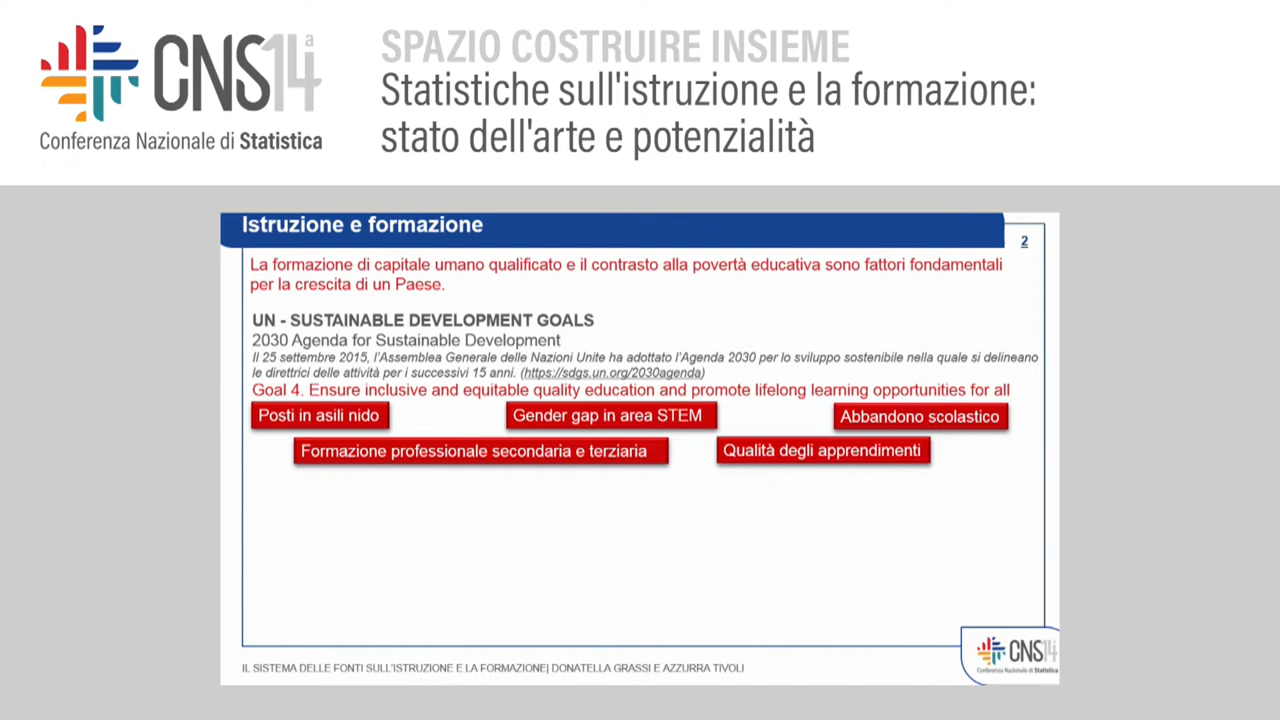 CNS14ª
Conferenza Nazionale di Statistica
SPAZIO COSTRUIRE INSIEME
Statistiche sull'istruzione e la formazione:
stato dell'arte e potenzialità
Istruzione e formazione
2
La formazione di capitale umano qualificato e il contrasto alla povertà educativa sono fattori fondamentali
per la crescita di un Paese.
UN - SUSTAINABLE DEVELOPMENT GOALS
2030 Agenda for Sustainable Development
Il 25 settembre 2015, l'Assemblea Generale delle Nazioni Unite ha adottato l'Agenda 2030 per lo sviluppo sostenibile nella quale si delineano
le direttrici delle attività per i successivi 15 anni. (https://sdgs.un.org/2030agenda)
Goal 4. Ensure inclusive and equitable quality education and promote lifelong learning opportunities for all
Posti in asili nido
Gender gap in area STEM
Abbandono scolastico
Formazione professionale secondaria e terziaria
Qualità degli apprendimenti
IL SISTEMA DELLE FONTI SULL'ISTRUZIONE E LA FORMAZIONE| DONATELLA GRASSI E AZZURRA TIVOLI
CNS14
Conferenza Nazionale di Statistica